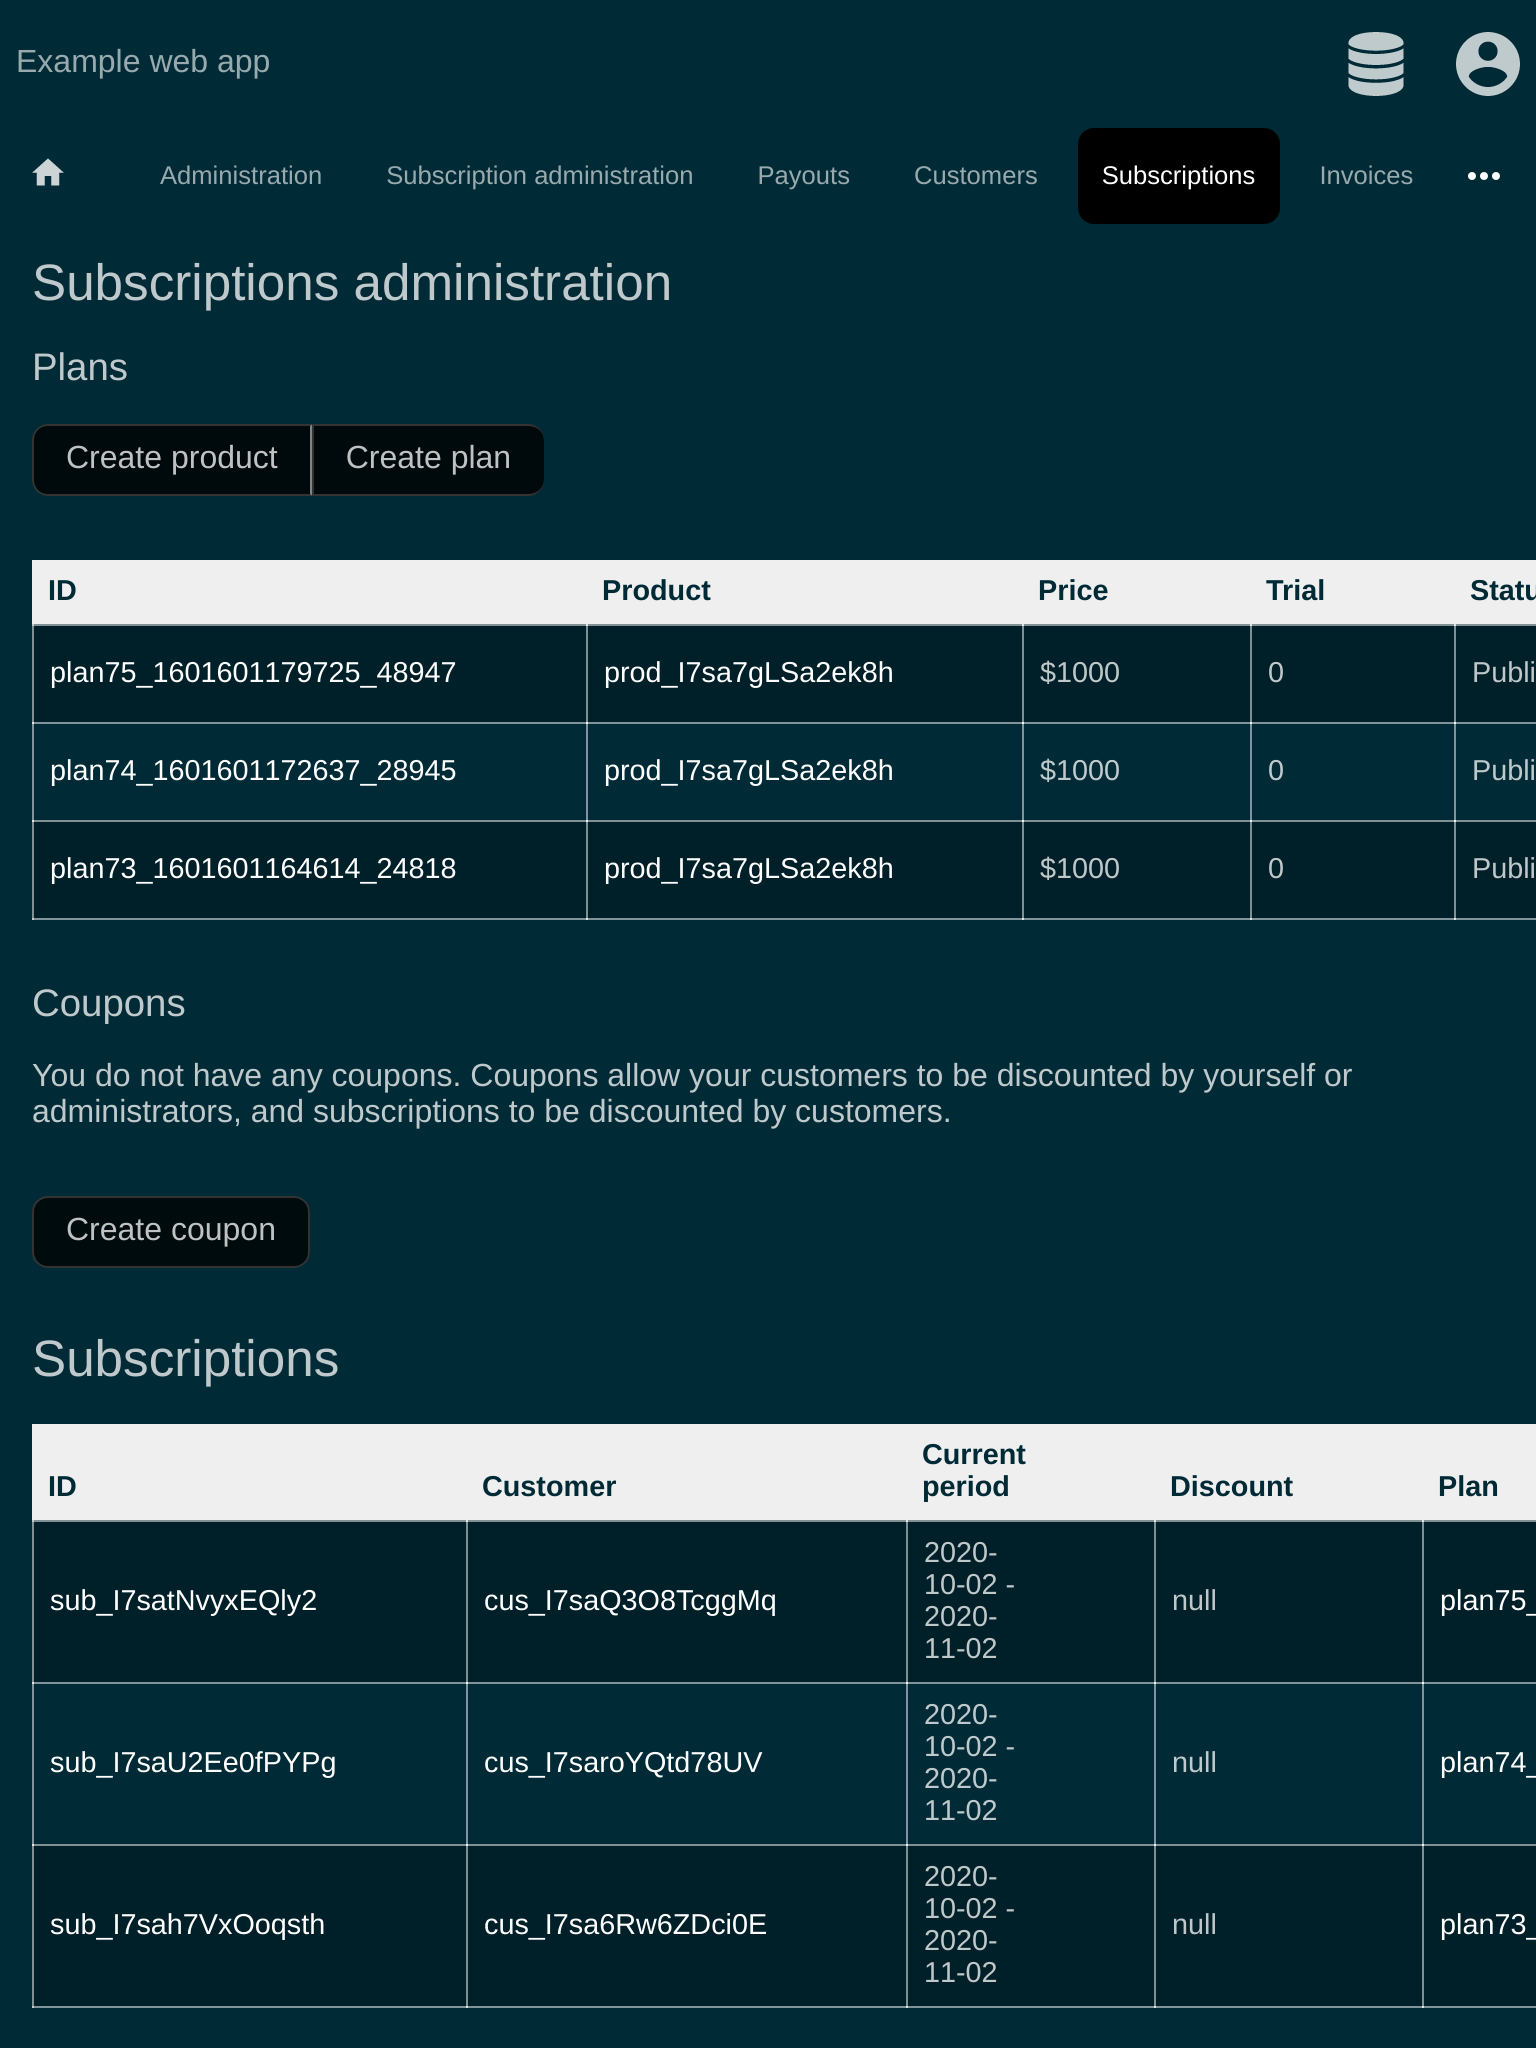 Example web app
Administration Subscription administration Payouts Customers Subscriptions Invoices
Subscriptions administration
Plans
Create product Create plan
ID Product Price Trial Statu
plan75_1601601179725_48947 prod_I7sa7gLSa2ek8h $1000 0 Publi
plan74_1601601172637_28945 prod_I7sa7gLSa2ek8h $1000 0 Publi
plan73_1601601164614_24818 prod_I7sa7gLSa2ek8h $1000 0 Publi
Coupons
You do not have any coupons. Coupons allow your customers to be discounted by yourself or
administrators, and subscriptions to be discounted by customers.
Create coupon
Subscriptions
ID Customer Current
period Discount Plan
sub_I7satNvyxEQly2 cus_I7saQ3O8TcggMq 2020-
10-02 -
2020-
11-02 null plan75_
sub_I7saU2Ee0fPYPg cus_I7saroYQtd78UV 2020-
10-02 -
2020-
11-02 null plan74_
sub_I7sah7VxOoqsth cus_I7sa6Rw6ZDci0E 2020-
10-02 -
2020-
11-02 null plan73_